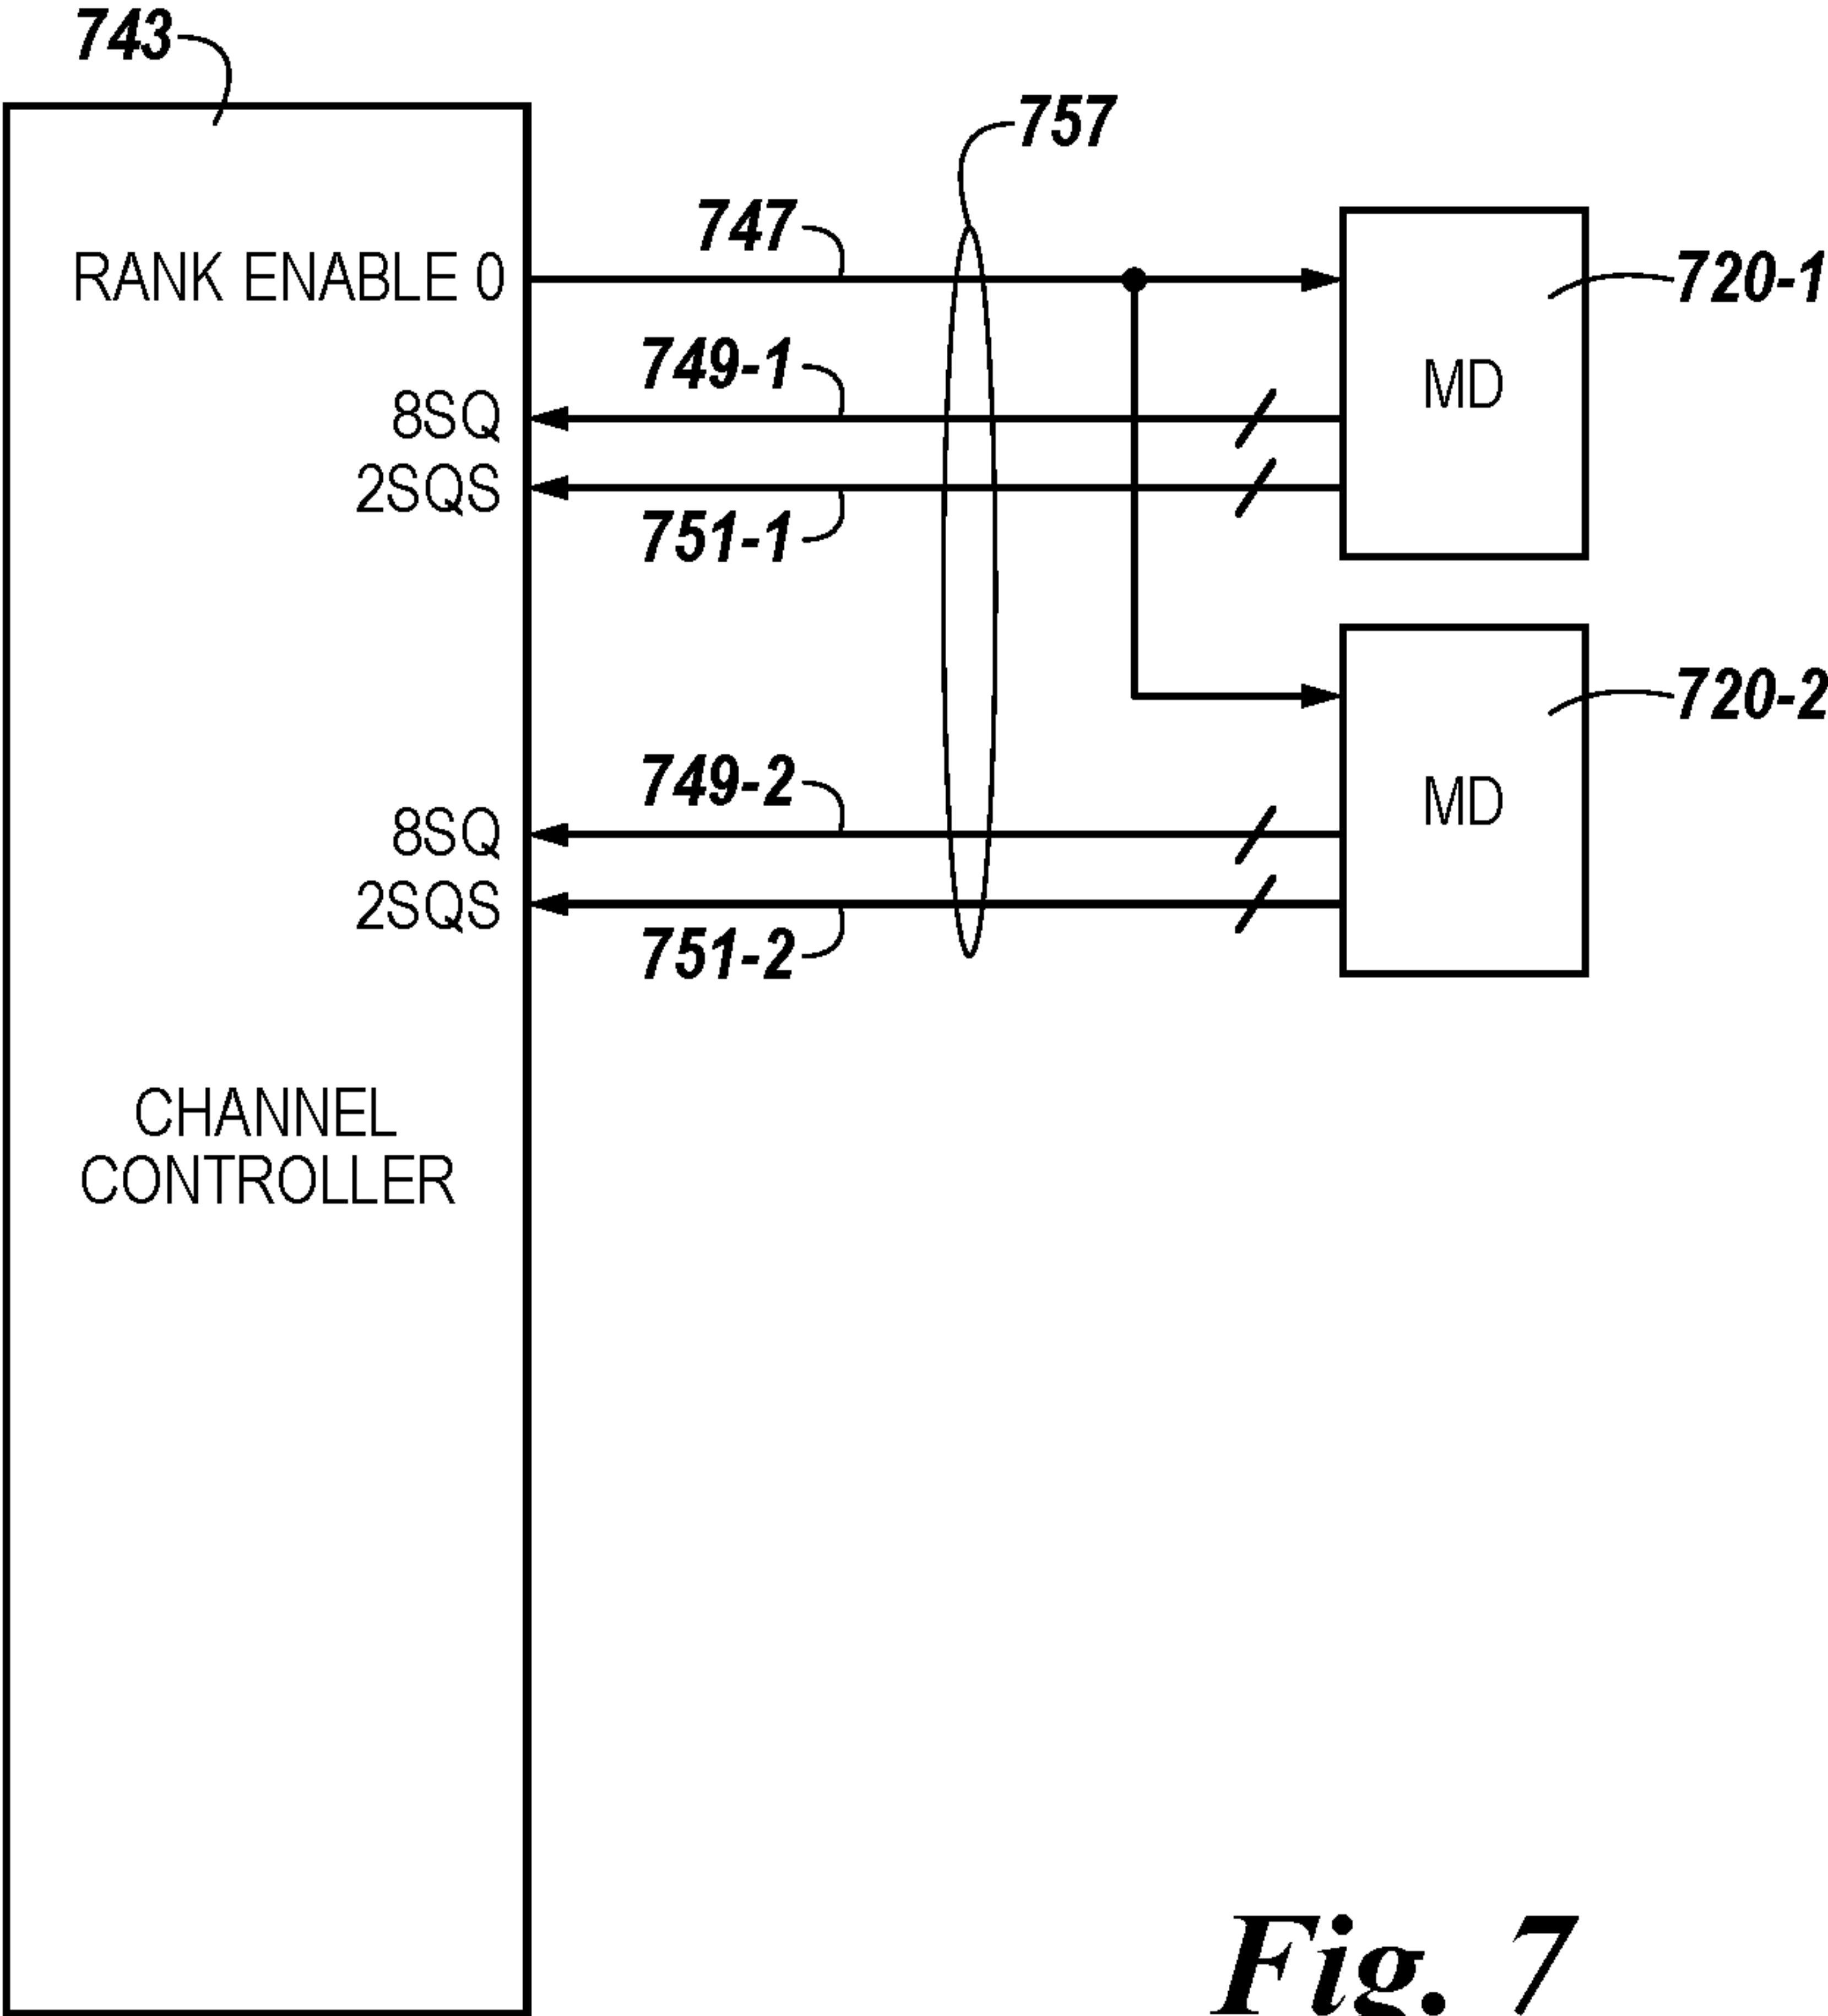 743
757
747
RANK ENABLE 0
720-1
749-1
MD
8SQ
2SQS
751-1
720-2
749-2
MD
8SQ
2SQS
751-2
CHANNEL
CONTROLLER
Fig. 7